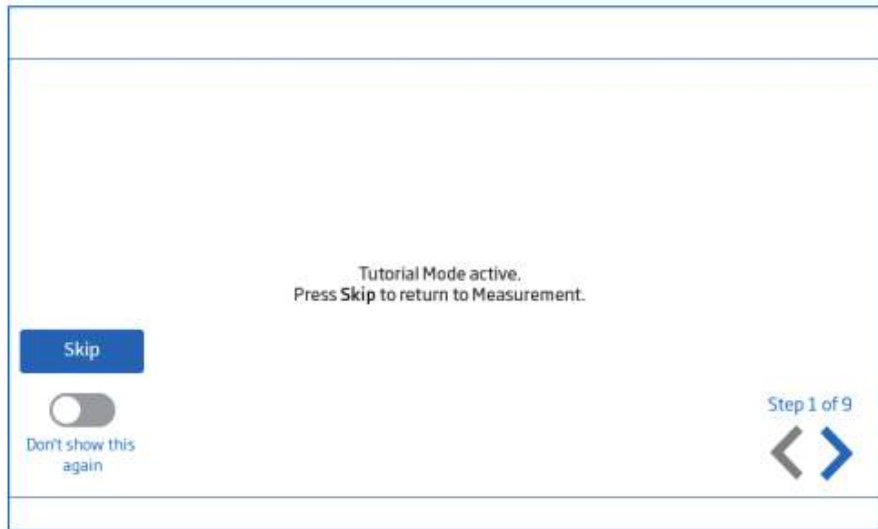 Tutorial Mode active.
Press Skip to return to Measurement.
Skip
Don't show this
again
Step 1 of 9